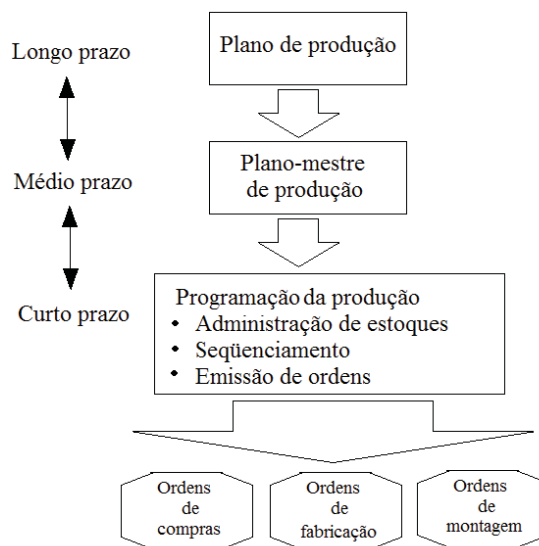 Longo prazo
Plano de produção
Médio prazo
Plano-mestre
de produção
Curto prazo
Programação da produção
• Administração de estoques
• Seqüenciamento
• Emissão de ordens
Ordens
de
compras
Ordens
de
fabricação
Ordens
de
montagem